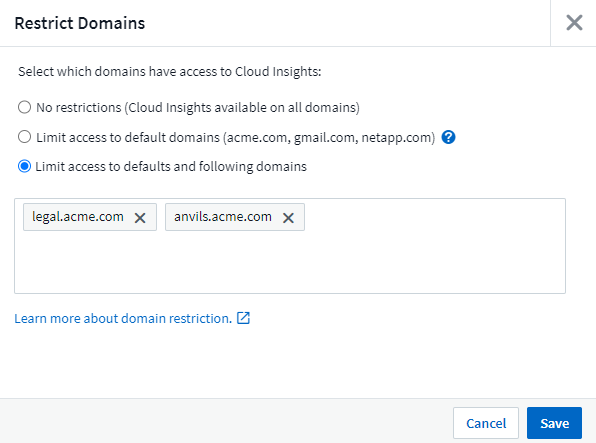 Restrict Domains
Select which domains have access to Cloud Insights:
No restrictions (Cloud Insights available on all domains)
Limit access to default domains (acme.com, gmail.com, netapp.com) ?
Limit access to defaults and following domains
legal.acme.com anvils.acme.com
Learn more about domain restriction.
Cancel Save